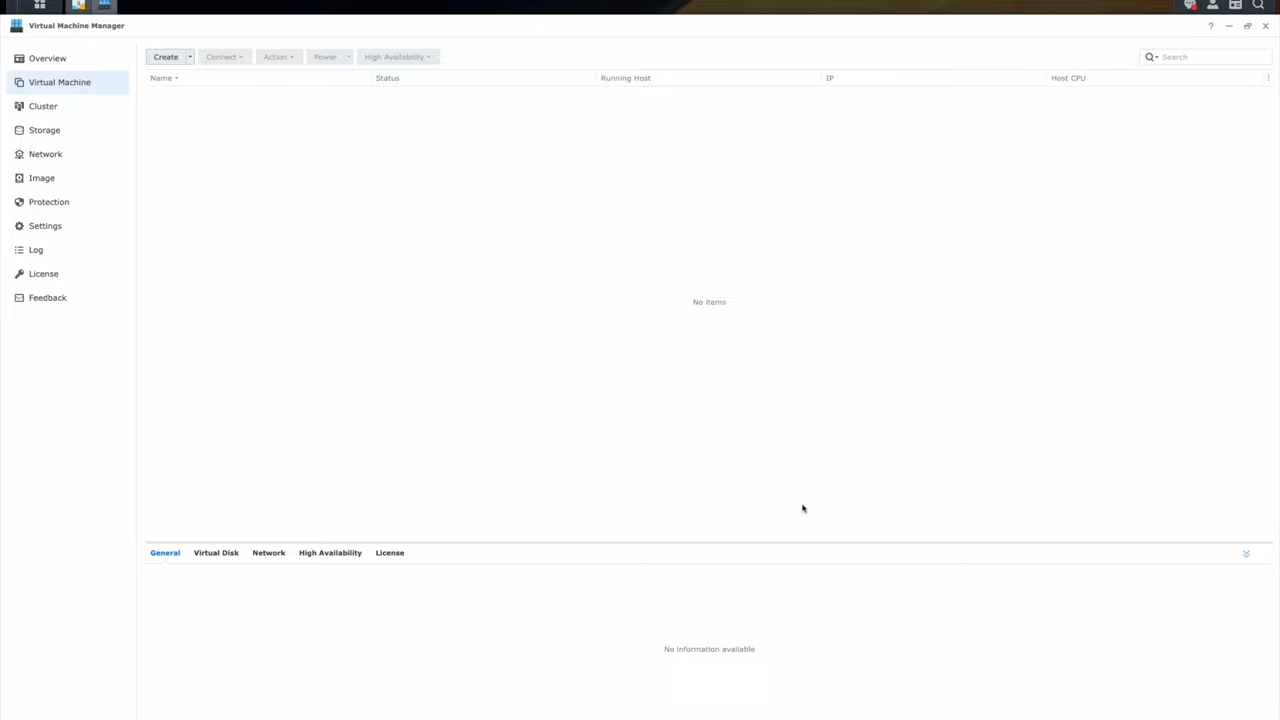 Virtual Machine Manager
?
Overview
Virtual Machine
Cluster
Storage
Network
Image
Protection
Settings
Log
License
Feedback
Create Connect Action Power High Availability Search
Name Status Running Host IP Host CPU
No items
General Virtual Disk Network High Availability License
No information available